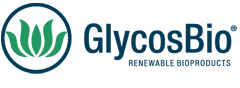 GlycosBio®
RENEWABLE BIOPRODUCTS